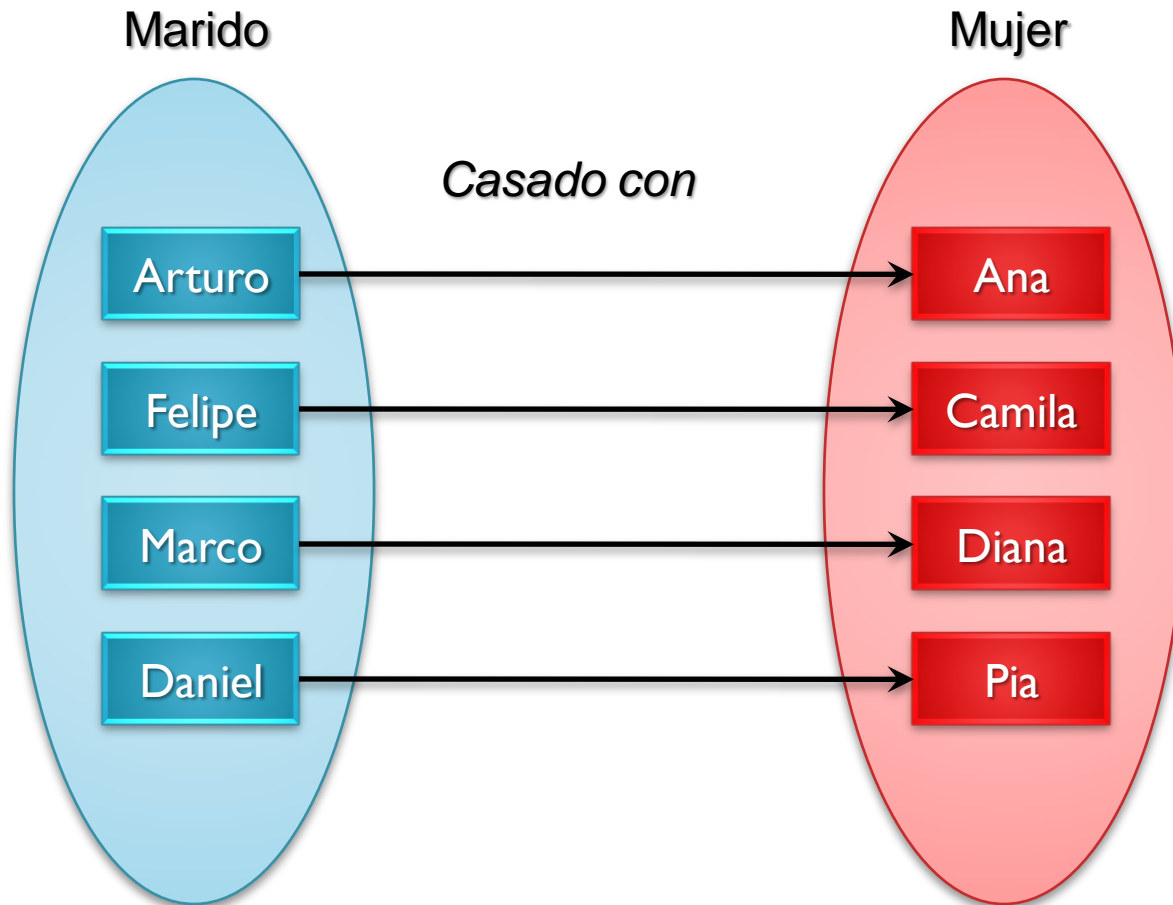 Marido
Mujer
Casado con
Arturo
Ana
Felipe
Camila
Marco
Diana
Daniel
Pia